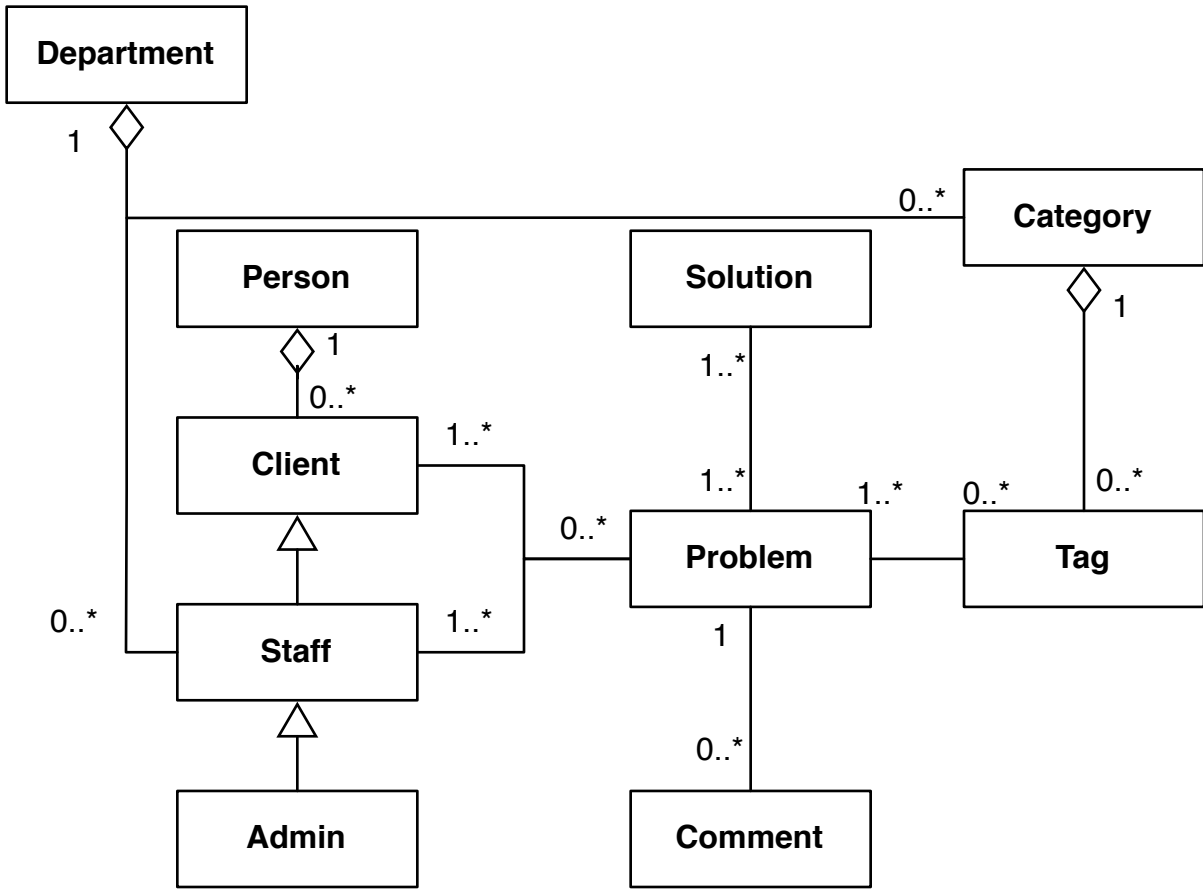 Department
1
0..*
Category
Person
Solution
1
1
1..*
0..*
Client
1..*
1..*
1..*
0..*
0..*
0..*
Problem
Tag
0..*
Staff
1..*
1
0..*
Admin
Comment